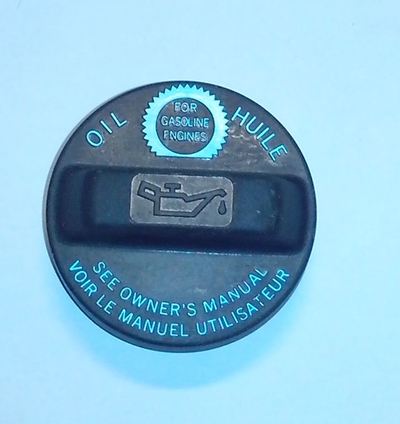 OIL
FOR
GASOLINE
ENGINES
HUILE
SEE OWNER'S MANUAL
VOIR LE MANUEL UTILISATEUR